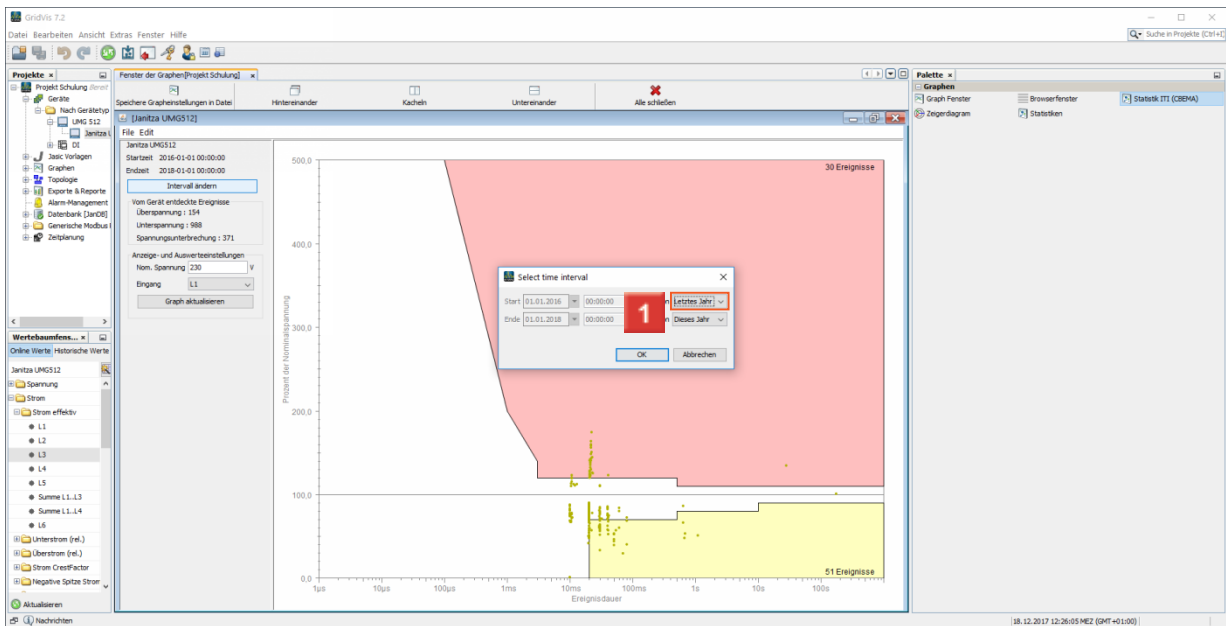 GridVis 7.2
Datei Bearbeiten Ansicht Extras Fenster Hilfe
Suche in Projekte (Ctrl+I)
Projekte
Projekt Schulung Bereit
Geräte
Nach Gerätetyp
UMG 512
Janitza U
DI
Jasic Vorlagen
Graphen
Topologie
Exporte & Reporte
Alarm-Management
Datenbank [JanDB]
Generische Modbus
Zeitplanung
Wertebaumfens...
Online Werte Historische Werte
Janitza UMG512
Spannung
Strom
Strom effektiv
L1
L2
L3
L4
L5
Summe L1..L3
Summe L1..L4
L6
Unterstrom (rel.)
Überstrom (rel.)
Strom CrestFactor
Negative Spitze Strom
Aktualisieren
Nachrichten
Fenster der Graphen[Projekt Schulung]
Speichere Grapheinstellungen in Datei
Hintereinander
Kacheln
Untereinander
Alle schließen
[Janitza UMG512]
File Edit
Janitza UMG512
Startzeit 2016-01-01 00:00:00
Endzeit 2018-01-01 00:00:00
Intervall ändern
Vom Gerät entdeckte Ereignisse
Überspannung : 154
Unterspannung : 988
Spannungsunterbrechung : 371
Anzeige- und Auswerteeinstellungen
Nom. Spannung 230 V
Eingang L1
Graph aktualisieren
Prozent der Nominalspannung
500,0
400,0
300,0
200,0
100,0
0,0
30 Ereignisse
51 Ereignisse
1µs 10µs 100µs 1ms 10ms 100ms 1s 10s 100s
Ereignisdauer
Select time interval
Start 01.01.2016 00:00:00 n Letztes Jahr
1
Ende 01.01.2018 00:00:00 n Dieses Jahr
OK Abbrechen
Palette
Graphen
Graph Fenster
Browserfenster
Statistik ITI (CBEMA)
Zeigerdiagram
Statistiken
18.12.2017 12:26:05 MEZ (GMT+01:00)